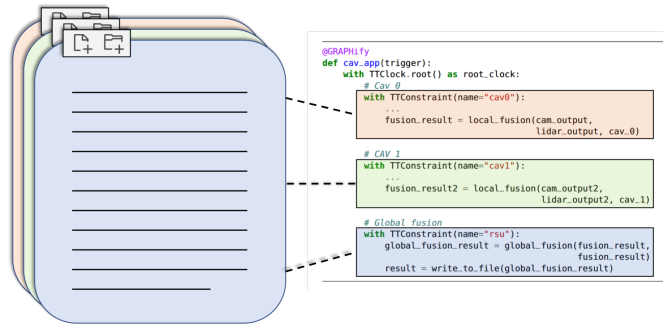 @GRAPHify
def cav_app(trigger):
with TTClock.root() as root_clock:
# Cav 0
with TTConstraint(name="cav0"):
...
fusion_result = local_fusion(cam_output,
lidar_output, cav_0)
# CAV 1
with TTConstraint(name="cav1"):
...
fusion_result2 = local_fusion(cam_output2,
lidar_output2, cav_1)
# Global fusion
with TTConstraint(name="rsu"):
global_fusion_result = global_fusion(fusion_result,
fusion_result)
result = write_to_file(global_fusion_result)